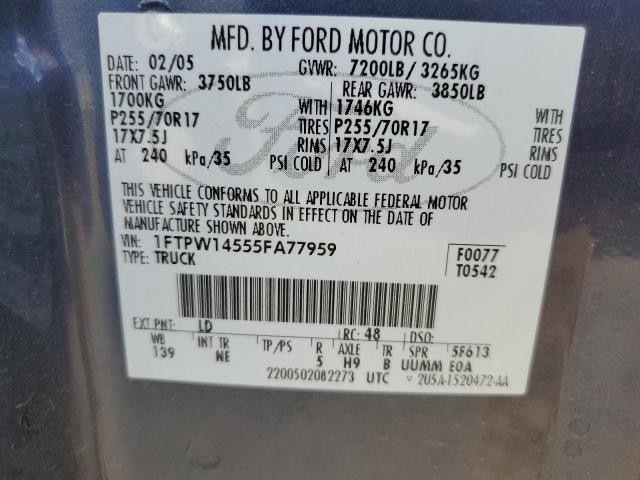 MFD. BY FORD MOTOR CO.
DATE: 02/05 GVWR: 7200LB/ 3265KG
FRONT GAWR: 3750LB REAR GAWR: 3850LB
1700KG WITH 1746KG WITH
P255/70R17 TIRES P255/70R17 TIRES
17X7.5J RIMS 17X7.5J RIMS
AT 240 kPa/35 PSI COLD AT 240 kPa/35 PSI COLD
THIS VEHICLE CONFORMS TO ALL APPLICABLE FEDERAL MOTOR
VEHICLE SAFETY STANDARDS IN EFFECT ON THE DATE OF
MANUFACTURE SHOWN ABOVE.
VIN: 1FTPW14555FA77959 F0077
TYPE: TRUCK T0542
EXT PNT: LD RC: 48 DSO:
WB INT TR TP/PS R AXLE TR SPR 5F613
139 NE 5 H9 B UUMM E0A
2200502082273 UTC 2U5A-1520472-AA
Ford